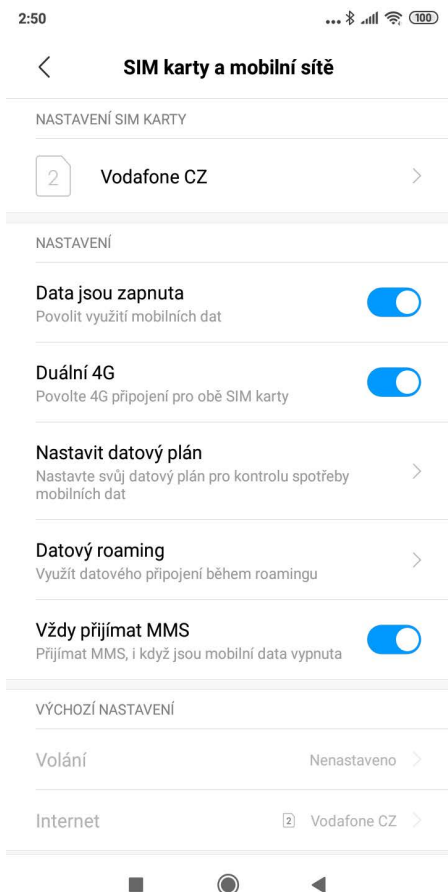 2:50
100
SIM karty a mobilní sítě
NASTAVENÍ SIM KARTY
2
Vodafone CZ
NASTAVENÍ
Data jsou zapnuta
Povolit využití mobilních dat
Duální 4G
Povolte 4G připojení pro obě SIM karty
Nastavit datový plán
Nastavte svůj datový plán pro kontrolu spotřeby
mobilních dat
Datový roaming
Využít datového připojení během roamingu
Vždy přijímat MMS
Přijímat MMS, i když jsou mobilní data vypnuta
VÝCHOZÍ NASTAVENÍ
Volání Nenastaveno
Internet 2 Vodafone CZ